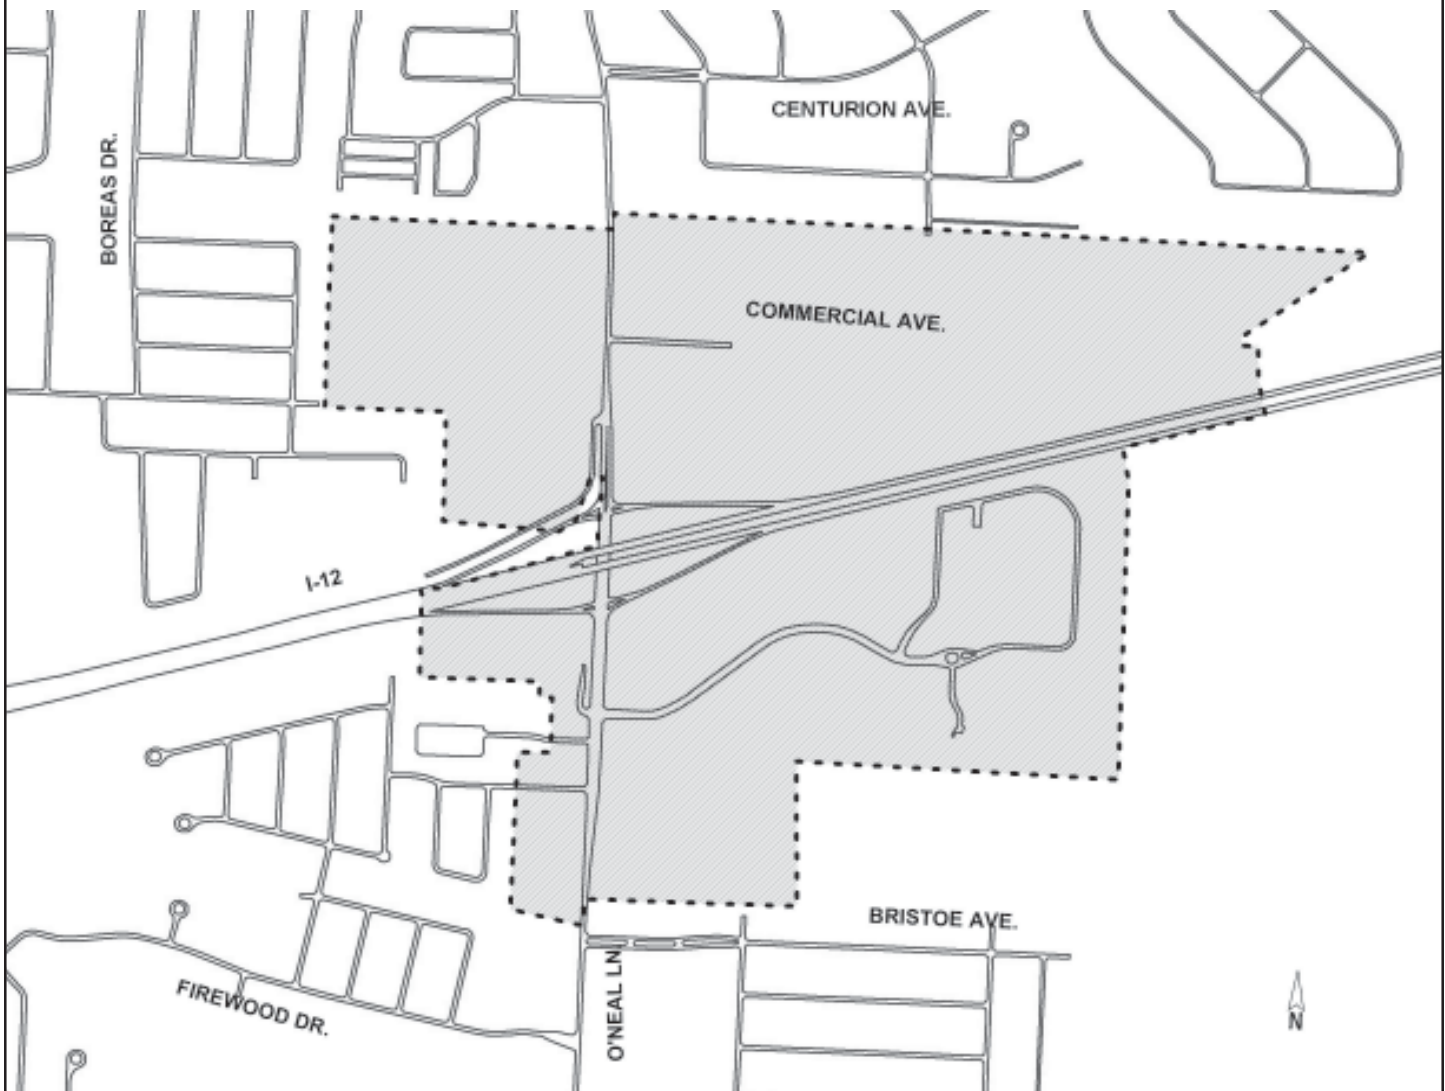 CENTURION AVE.
BOREAS DR.
COMMERCIAL AVE.
I-12
BRISTOE AVE.
FIREWOOD DR.
O'NEAL LN.
N